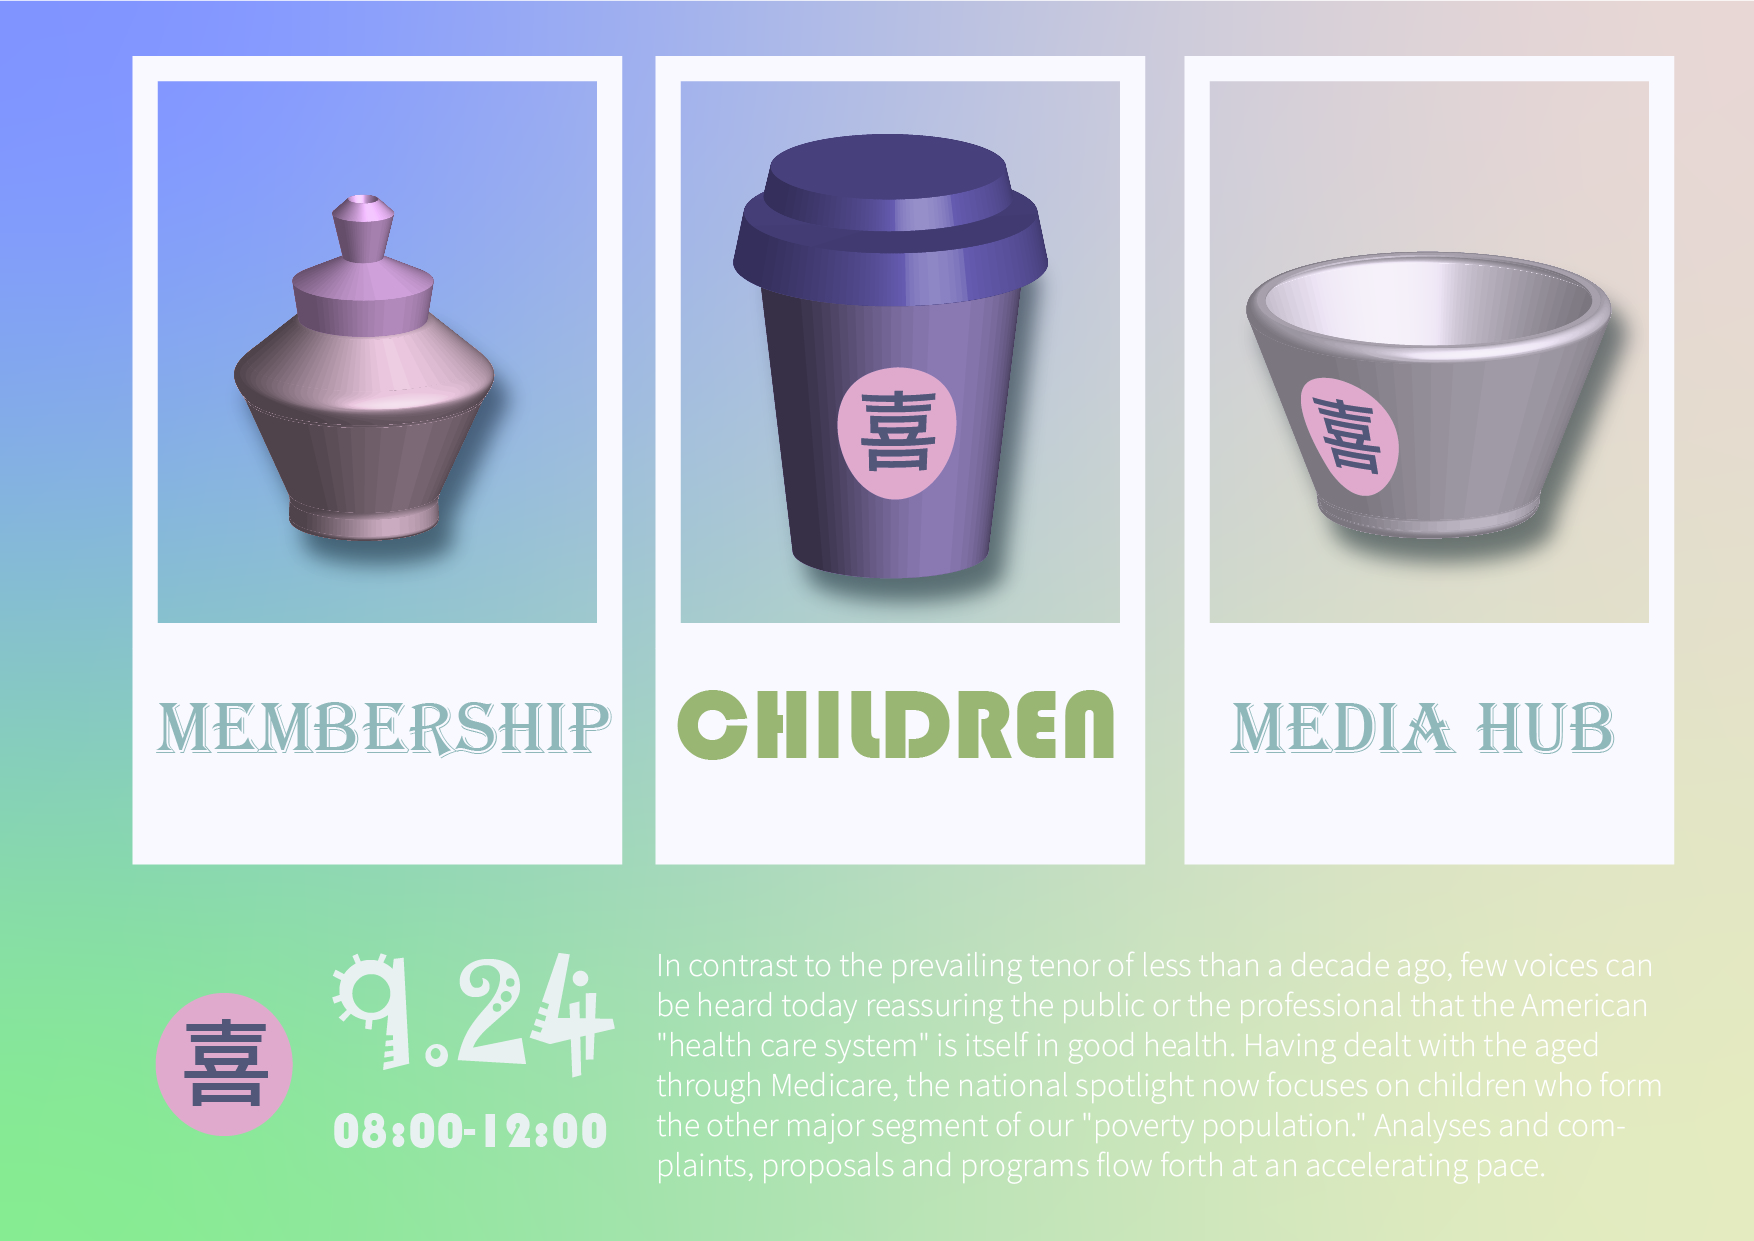 喜
喜
MEMBERSHIP
CHILDREN
MEDIA HUB
喜
9.24
08:00-12:00
In contrast to the prevailing tenor of less than a decade ago, few voices can
be heard today reassuring the public or the professional that the American
"health care system" is itself in good health. Having dealt with the aged
through Medicare, the national spotlight now focuses on children who form
the other major segment of our "poverty population." Analyses and com-
plaints, proposals and programs flow forth at an accelerating pace.